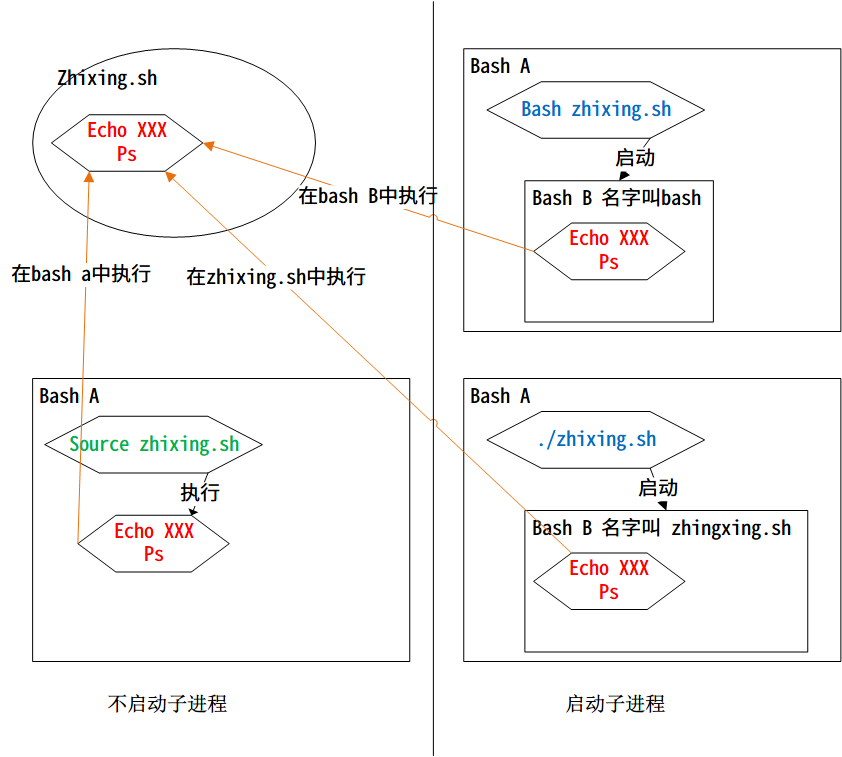 Zhixing.sh
Echo XXX
Ps
在bash a中执行
在zhixing.sh中执行
在bash B中执行
Bash A
Source zhixing.sh
执行
Echo XXX
Ps
不启动子进程
Bash A
Bash zhixing.sh
启动
Bash B 名字叫bash
Echo XXX
Ps
Bash A
./zhixing.sh
启动
Bash B 名字叫 zhingxing.sh
Echo XXX
Ps
启动子进程